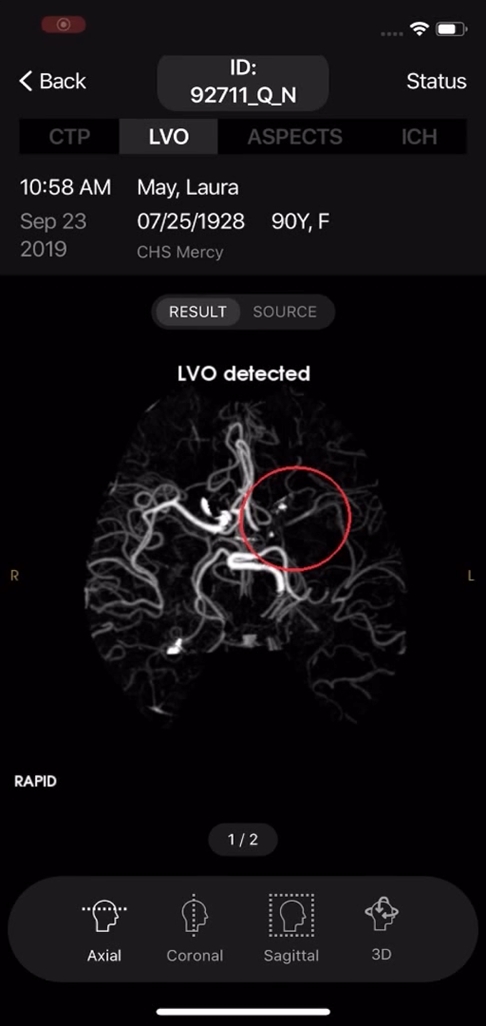 Back
ID:
92711_Q_N
Status
CTP LVO ASPECTS ICH
10:58 AM May, Laura
Sep 23 07/25/1928 90Y, F
2019 CHS Mercy
RESULT SOURCE
LVO detected
R L
RAPID
1 / 2
Axial Coronal Sagittal 3D